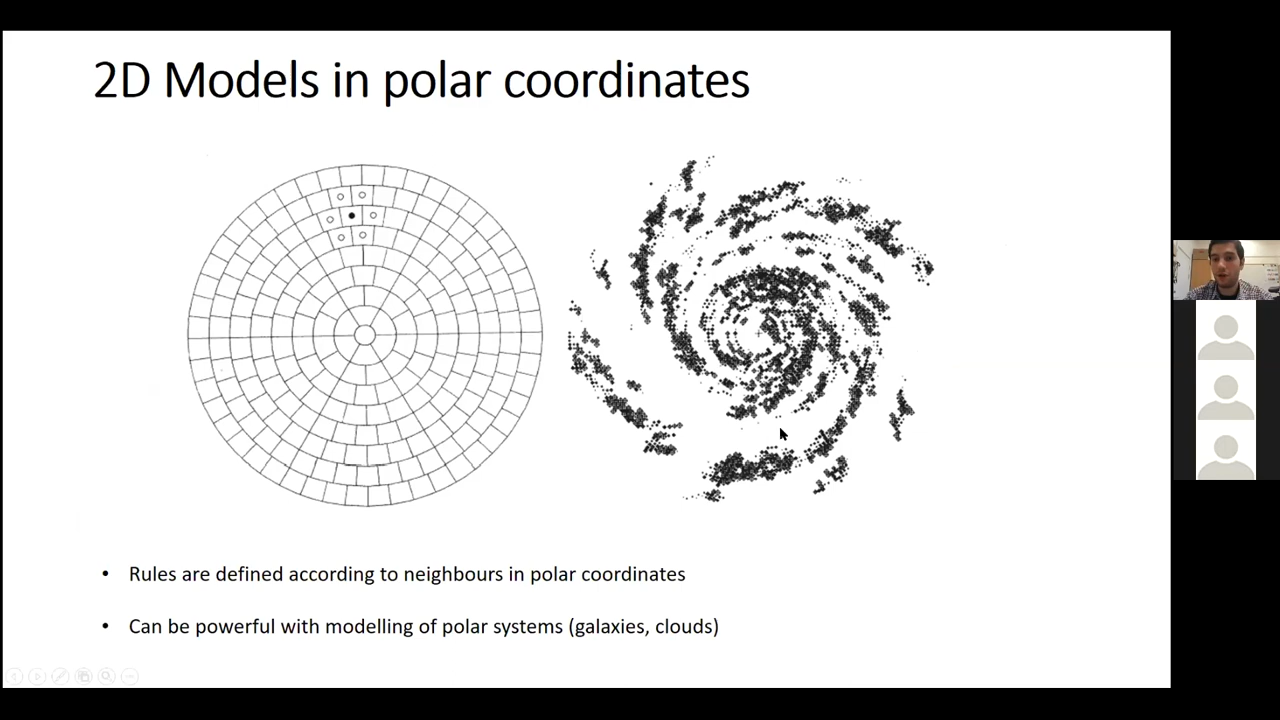 2D Models in polar coordinates
• Rules are defined according to neighbours in polar coordinates
• Can be powerful with modelling of polar systems (galaxies, clouds)